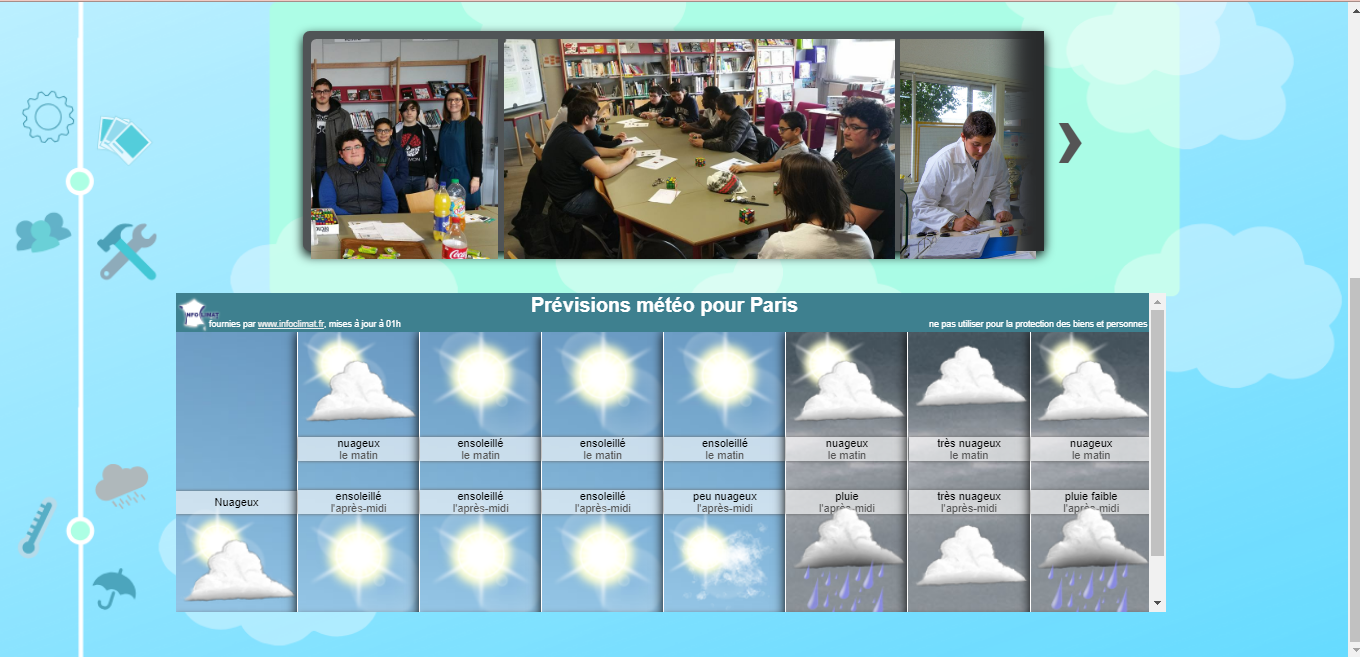 Prévisions météo pour Paris
INFOCLIMAT
fournies par www.infoclimat.fr, mises à jour à 01h
ne pas utiliser pour la protection des biens et personnes
nuageux
le matin
ensoleillé
le matin
ensoleillé
le matin
ensoleillé
le matin
nuageux
le matin
très nuageux
le matin
nuageux
le matin
Nuageux
ensoleillé
l'après-midi
ensoleillé
l'après-midi
ensoleillé
l'après-midi
peu nuageux
l'après-midi
pluie
l'après-midi
très nuageux
l'après-midi
pluie faible
l'après-midi